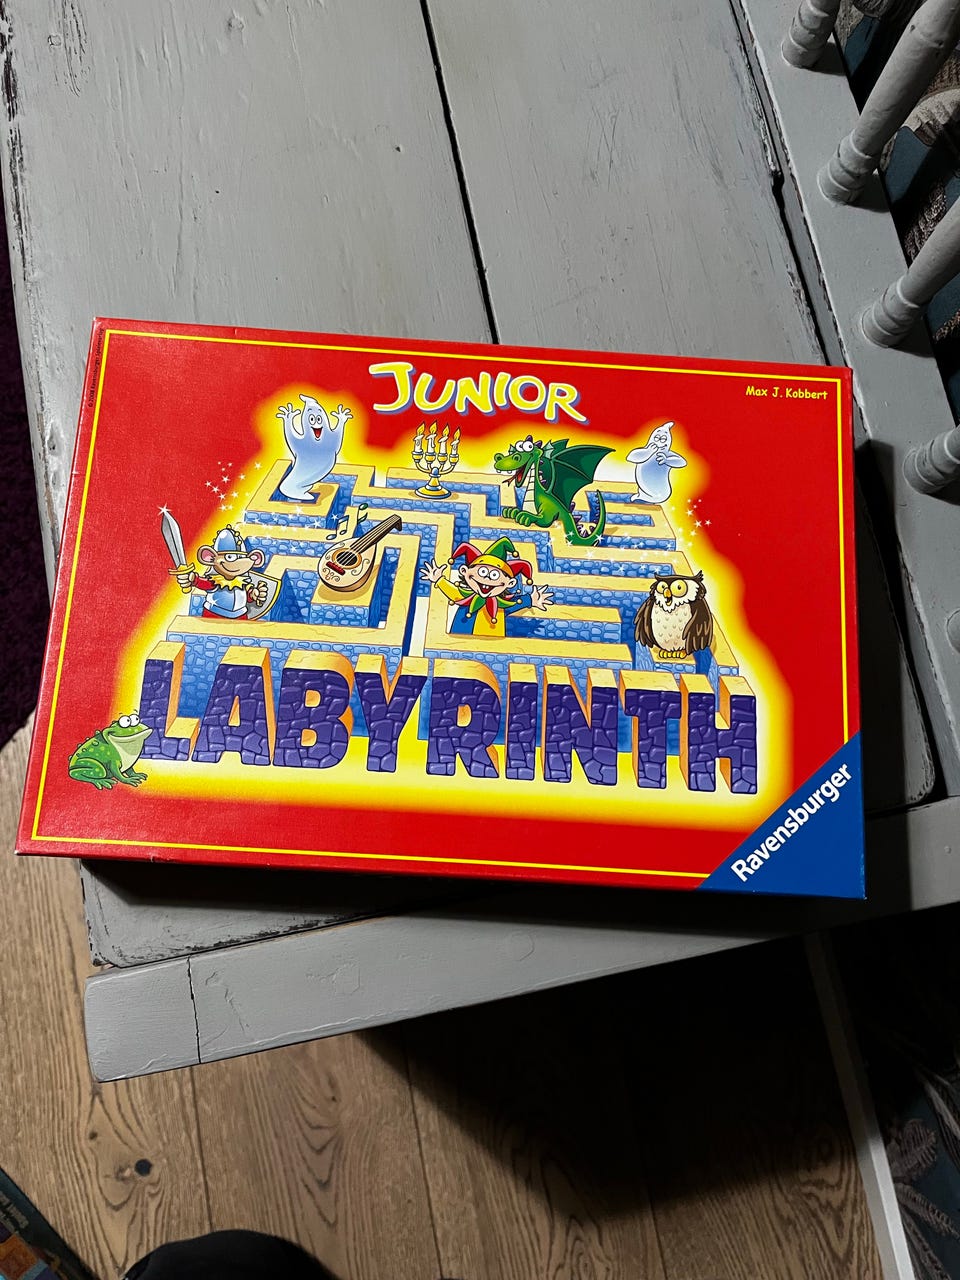 JUNIOR
Max J. Kobbert
LABYRINTH
Ravensburger